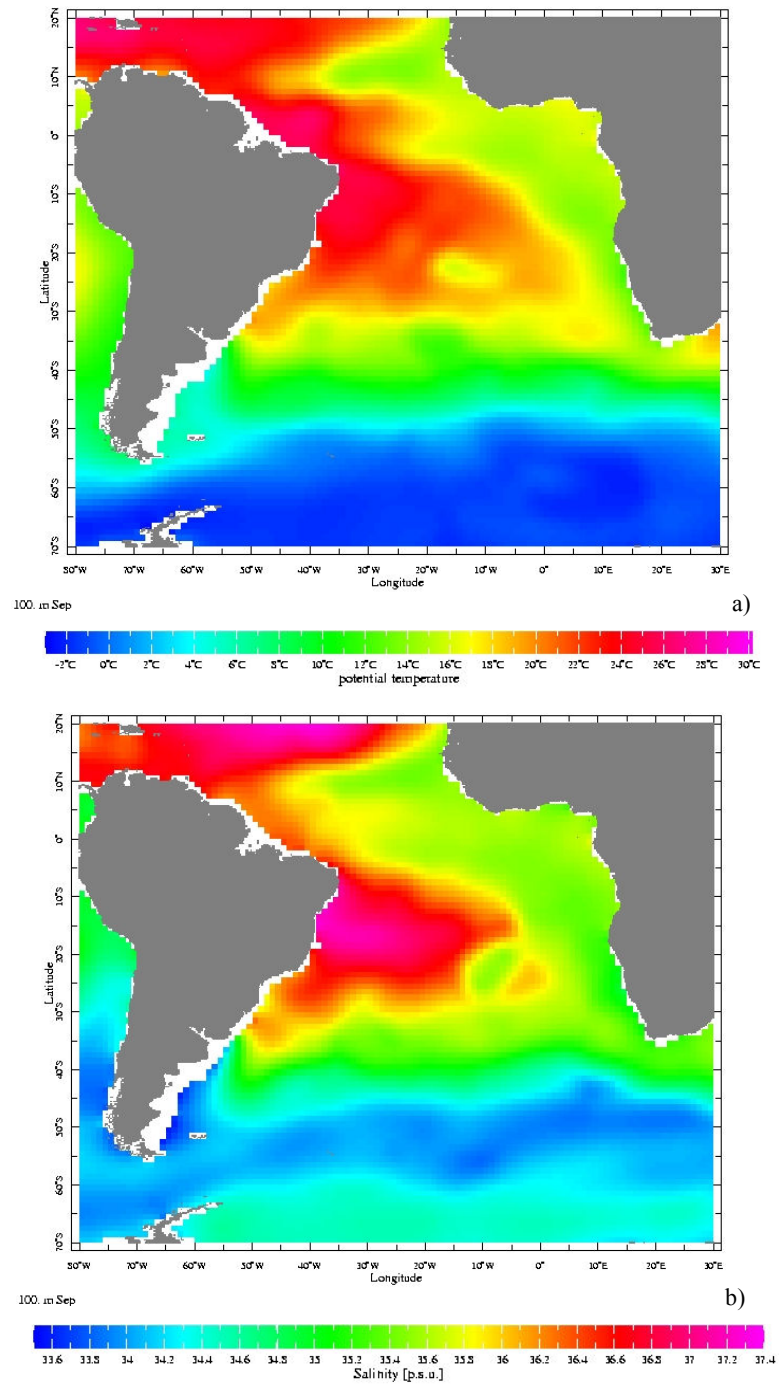 20°N
10°N
0°
10°S
20°S
30°S
40°S
50°S
60°S
70°S
Latitude
80°W 70°W 60°W 50°W 40°W 30°W 20°W 10°W 0° 10°E 20°E 30°E
Longitude
100. m Sep
a)
-2°C 0°C 2°C 4°C 6°C 8°C 10°C 12°C 14°C 16°C 18°C 20°C 22°C 24°C 26°C 28°C 30°C
potential temperature
20°N
10°N
0°
10°S
20°S
30°S
40°S
50°S
60°S
70°S
Latitude
80°W 70°W 60°W 50°W 40°W 30°W 20°W 10°W 0° 10°E 20°E 30°E
Longitude
100. m Sep
b)
33.6 33.8 34 34.2 34.4 34.6 34.8 35 35.2 35.4 35.6 35.8 36 36.2 36.4 36.6 36.8 37 37.2 37.4
Salinity [p.s.u.]